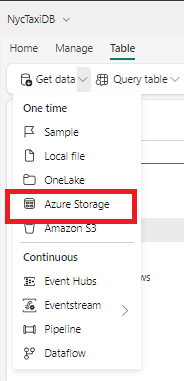 NycTaxiDB
Home Manage Table
Get data Query table
One time
Sample
Local file
OneLake
Azure Storage
Amazon S3
Continuous
Event Hubs
ws
Eventstream
Pipeline
Dataflow